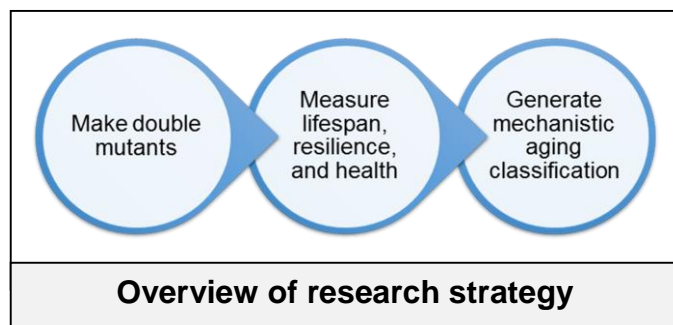 Make double
mutants
Measure
lifespan,
resilience,
and health
Generate
mechanistic
aging
classification
Overview of research strategy